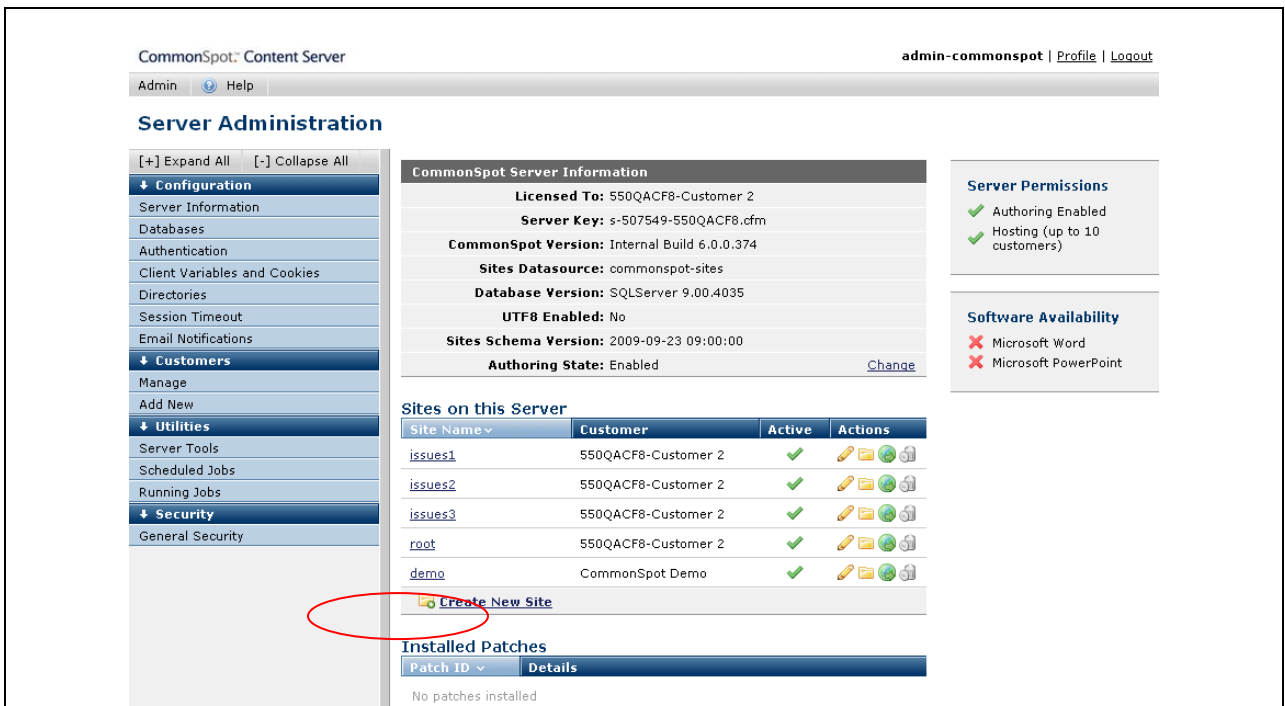 CommonSpot™ Content Server
admin-commonspot | Profile | Logout
Admin Help
Server Administration
[+] Expand All [-] Collapse All
Configuration
Server Information
Databases
Authentication
Client Variables and Cookies
Directories
Session Timeout
Email Notifications
Customers
Manage
Add New
Utilities
Server Tools
Scheduled Jobs
Running Jobs
Security
General Security
CommonSpot Server Information
Licensed To: 550QACF8-Customer 2
Server Key: s-507549-550QACF8.cfm
CommonSpot Version: Internal Build 6.0.0.374
Sites Datasource: commonspot-sites
Database Version: SQLServer 9.00.4035
UTF8 Enabled: No
Sites Schema Version: 2009-09-23 09:00:00
Authoring State: Enabled Change
Sites on this Server
Site Name Customer Active Actions
issues1 550QACF8-Customer 2
issues2 550QACF8-Customer 2
issues3 550QACF8-Customer 2
root 550QACF8-Customer 2
demo CommonSpot Demo
Create New Site
Installed Patches
Patch ID Details
No patches installed
Server Permissions
Authoring Enabled
Hosting (up to 10
customers)
Software Availability
Microsoft Word
Microsoft PowerPoint